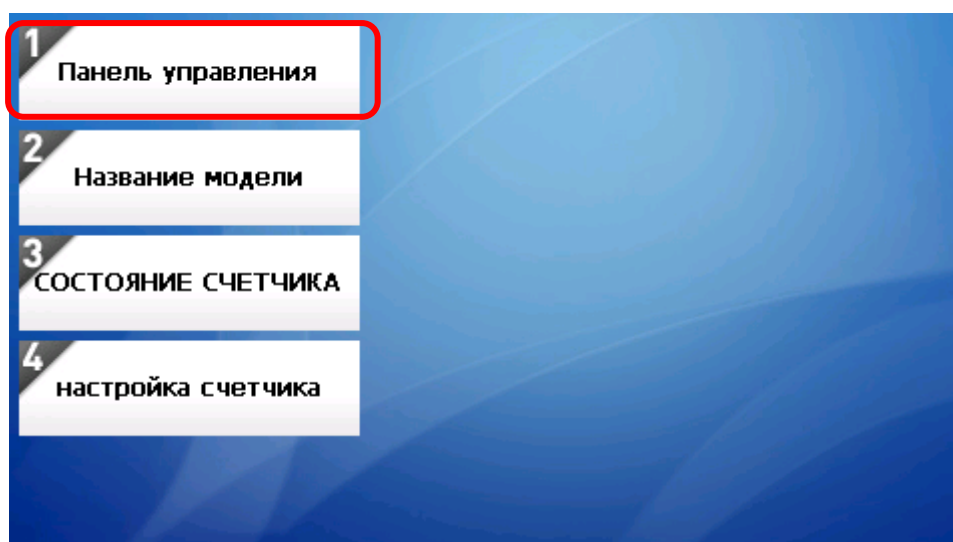 1
Панель управления
2
Название модели
3
СОСТОЯНИЕ СЧЕТЧИКА
4
настройка счетчика